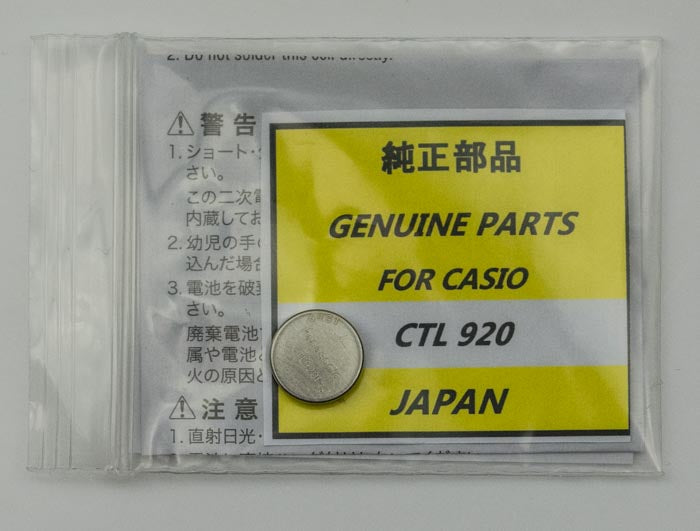 2. Do not solder this cell directly.
警告
1. ショート・
さい。
この二次電
内蔵してお
2. 幼児の手の
込んだ場合
3. 電池を破棄
さい。
廃棄電池
属や電池と
火の原因と
注意
1. 直射日光・
純正部品
GENUINE PARTS
FOR CASIO
CTL 920
JAPAN